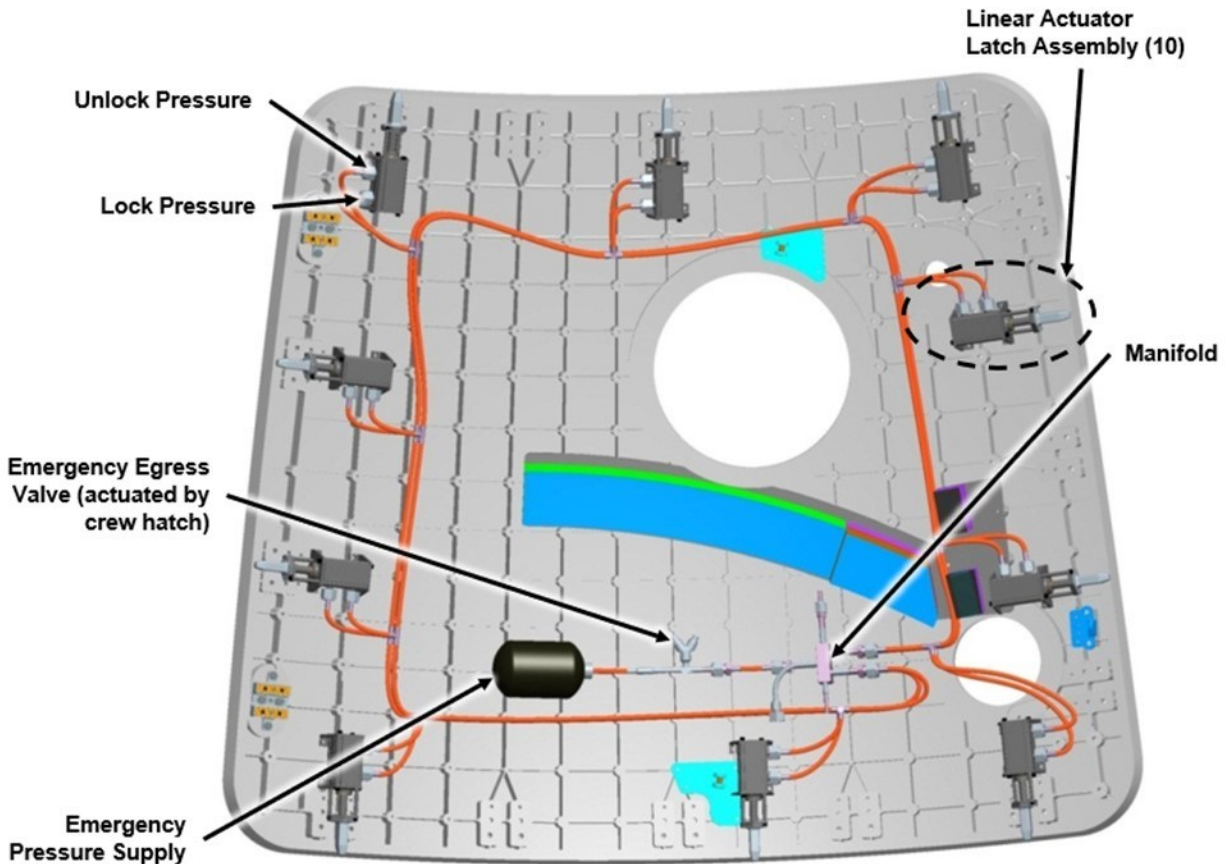 Linear Actuator
Latch Assembly (10)
Unlock Pressure
Lock Pressure
Manifold
Emergency Egress
Valve (actuated by
crew hatch)
Emergency
Pressure Supply